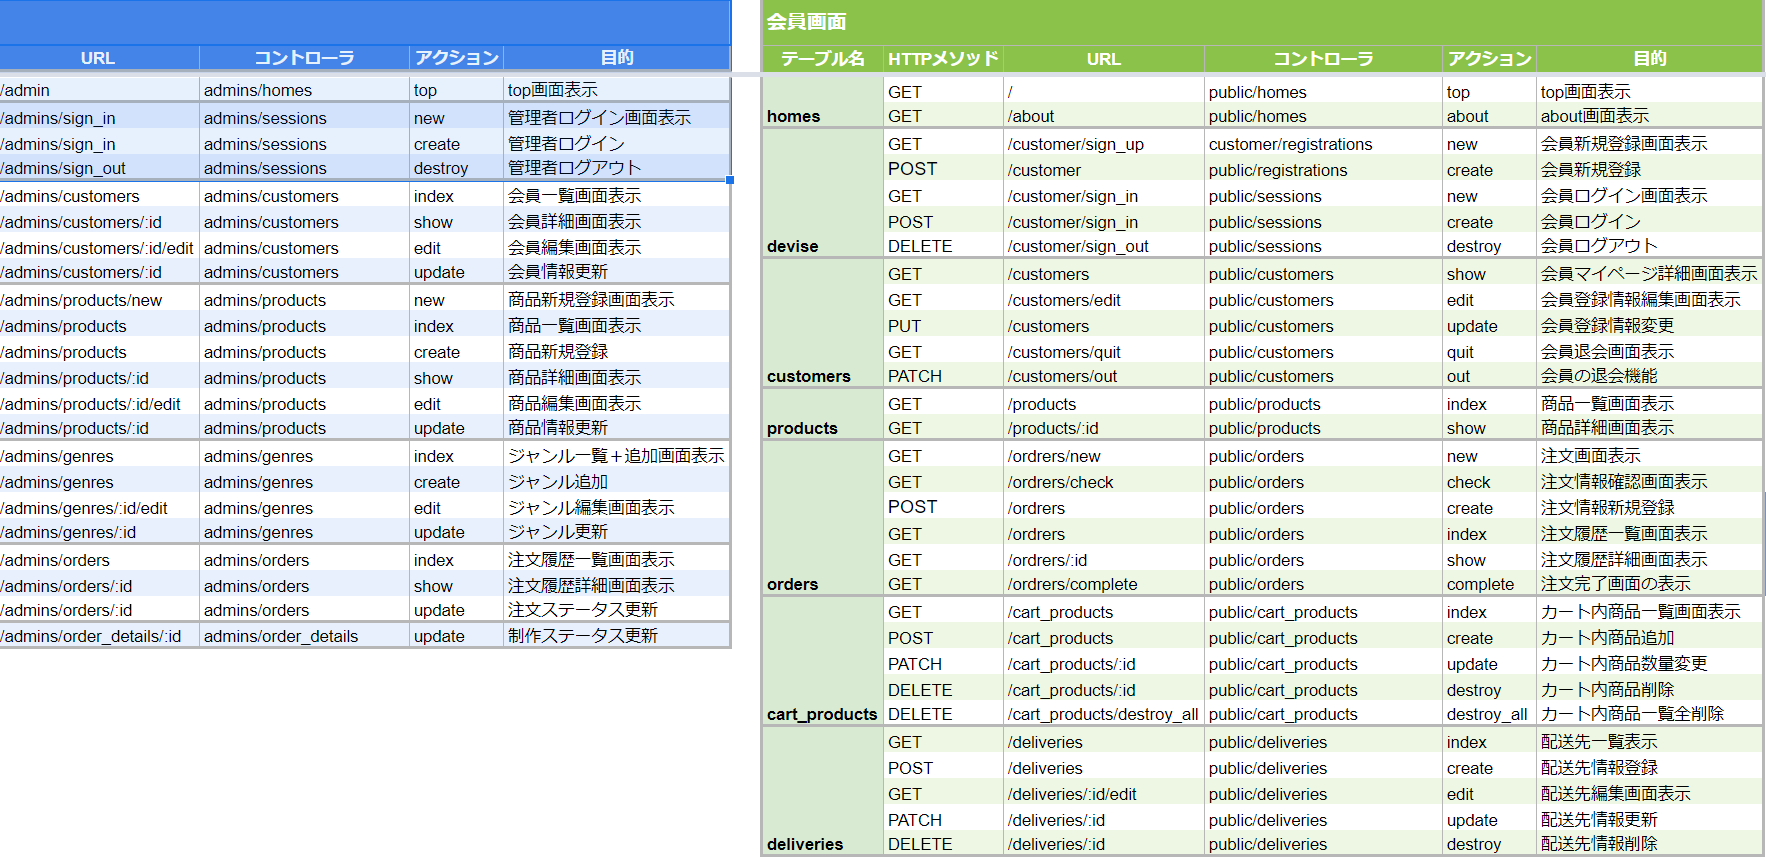 URL コントローラ アクション 目的
/admin admins/homes top top画面表示
/admins/sign_in admins/sessions new 管理者ログイン画面表示
/admins/sign_in admins/sessions create 管理者ログイン
/admins/sign_out admins/sessions destroy 管理者ログアウト
/admins/customers admins/customers index 会員一覧画面表示
/admins/customers/:id admins/customers show 会員詳細画面表示
/admins/customers/:id/edit admins/customers edit 会員編集画面表示
/admins/customers/:id admins/customers update 会員情報更新
/admins/products/new admins/products new 商品新規登録画面表示
/admins/products admins/products index 商品一覧画面表示
/admins/products admins/products create 商品新規登録
/admins/products/:id admins/products show 商品詳細画面表示
/admins/products/:id/edit admins/products edit 商品編集画面表示
/admins/products/:id admins/products update 商品情報更新
/admins/genres admins/genres index ジャンル一覧＋追加画面表示
/admins/genres admins/genres create ジャンル追加
/admins/genres/:id/edit admins/genres edit ジャンル編集画面表示
/admins/genres/:id admins/genres update ジャンル更新
/admins/orders admins/orders index 注文履歴一覧画面表示
/admins/orders/:id admins/orders show 注文履歴詳細画面表示
/admins/orders/:id admins/orders update 注文ステータス更新
/admins/order_details/:id admins/order_details update 制作ステータス更新
会員画面
テーブル名 HTTPメソッド URL コントローラ アクション 目的
GET / public/homes top top画面表示
homes GET /about public/homes about about画面表示
GET /customer/sign_up customer/registrations new 会員新規登録画面表示
POST /customer public/registrations create 会員新規登録
GET /customer/sign_in public/sessions new 会員ログイン画面表示
POST /customer/sign_in public/sessions create 会員ログイン
devise DELETE /customer/sign_out public/sessions destroy 会員ログアウト
GET /customers public/customers show 会員マイページ詳細画面表示
GET /customers/edit public/customers edit 会員登録情報編集画面表示
PUT /customers public/customers update 会員登録情報変更
GET /customers/quit public/customers quit 会員退会画面表示
customers PATCH /customers/out public/customers out 会員の退会機能
GET /products public/products index 商品一覧画面表示
products GET /products/:id public/products show 商品詳細画面表示
GET /ordrers/new public/orders new 注文画面表示
GET /ordrers/check public/orders check 注文情報確認画面表示
POST /ordrers public/orders create 注文情報新規登録
GET /ordrers public/orders index 注文履歴一覧画面表示
GET /ordrers/:id public/orders show 注文履歴詳細画面表示
orders GET /ordrers/complete public/orders complete 注文完了画面の表示
GET /cart_products public/cart_products index カート内商品一覧画面表示
POST /cart_products public/cart_products create カート内商品追加
PATCH /cart_products/:id public/cart_products update カート内商品数量変更
DELETE /cart_products/:id public/cart_products destroy カート内商品削除
cart_products DELETE /cart_products/destroy_all public/cart_products destroy_all カート内商品一覧全削除
GET /deliveries public/deliveries index 配送先一覧表示
POST /deliveries public/deliveries create 配送先情報登録
GET /deliveries/:id/edit public/deliveries edit 配送先編集画面表示
PATCH /deliveries/:id public/deliveries update 配送先情報更新
deliveries DELETE /deliveries/:id public/deliveries destroy 配送先情報削除